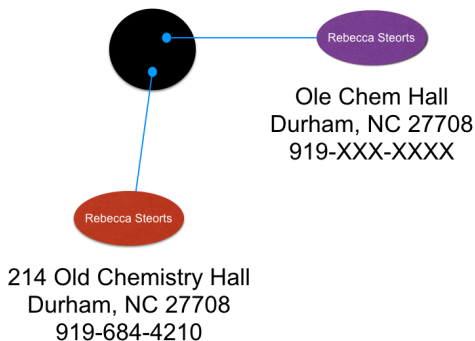 Rebecca Steorts
Ole Chem Hall
Durham, NC 27708
919-XXX-XXXX
Rebecca Steorts
214 Old Chemistry Hall
Durham, NC 27708
919-684-4210